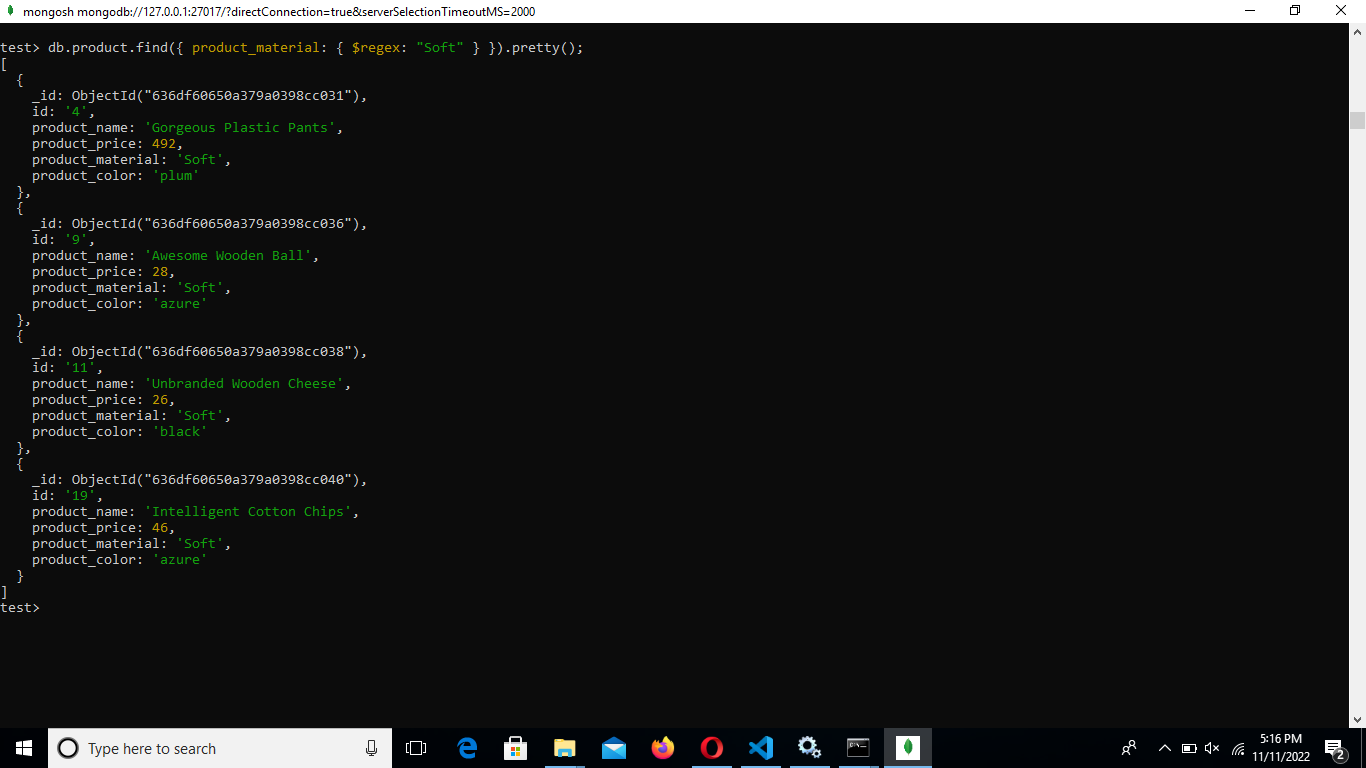 mongosh mongodb://127.0.0.1:27017/?directConnection=true&serverSelectionTimeoutMS=2000
test> db.product.find({ product_material: { $regex: "Soft" } }).pretty();
[
  {
    _id: ObjectId("636df60650a379a0398cc031"),
    id: '4',
    product_name: 'Gorgeous Plastic Pants',
    product_price: 492,
    product_material: 'Soft',
    product_color: 'plum'
  },
  {
    _id: ObjectId("636df60650a379a0398cc036"),
    id: '9',
    product_name: 'Awesome Wooden Ball',
    product_price: 28,
    product_material: 'Soft',
    product_color: 'azure'
  },
  {
    _id: ObjectId("636df60650a379a0398cc038"),
    id: '11',
    product_name: 'Unbranded Wooden Cheese',
    product_price: 26,
    product_material: 'Soft',
    product_color: 'black'
  },
  {
    _id: ObjectId("636df60650a379a0398cc040"),
    id: '19',
    product_name: 'Intelligent Cotton Chips',
    product_price: 46,
    product_material: 'Soft',
    product_color: 'azure'
  }
]
test>
Type here to search
5:16 PM
11/11/2022
2